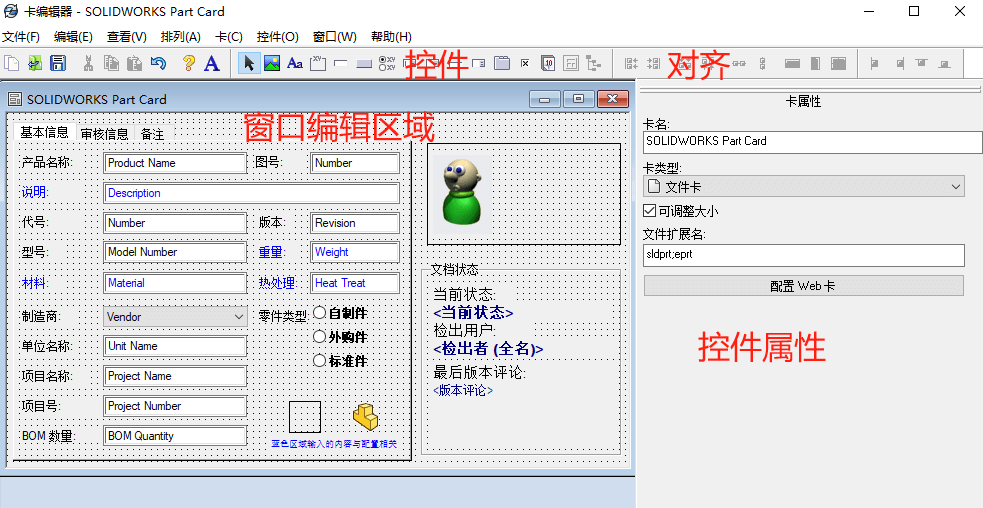 卡编辑器 - SOLIDWORKS Part Card
文件(F) 编辑(E) 查看(V) 排列(A) 卡(C) 控件(O) 窗口(W) 帮助(H)
控件 对齐
SOLIDWORKS Part Card
窗口编辑区域
基本信息 审核信息 备注
产品名称: Product Name 图号: Number
说明: Description
代号: Number 版本: Revision
型号: Model Number 重量: Weight
材料: Material 热处理: Heat Treat
制造商: Vendor 零件类型: 自制件
外购件
单位名称: Unit Name
标准件
项目名称: Project Name
项目号: Project Number
BOM 数量: BOM Quantity
蓝色区域输入的内容与配置相关
文档状态
当前状态:
<当前状态>
检出用户:
<检出者 (全名)>
最后版本评论:
<版本评论>
卡属性
卡名:
SOLIDWORKS Part Card
卡类型:
文件卡
可调整大小
文件扩展名:
sldprt;eprt
配置 Web 卡
控件属性